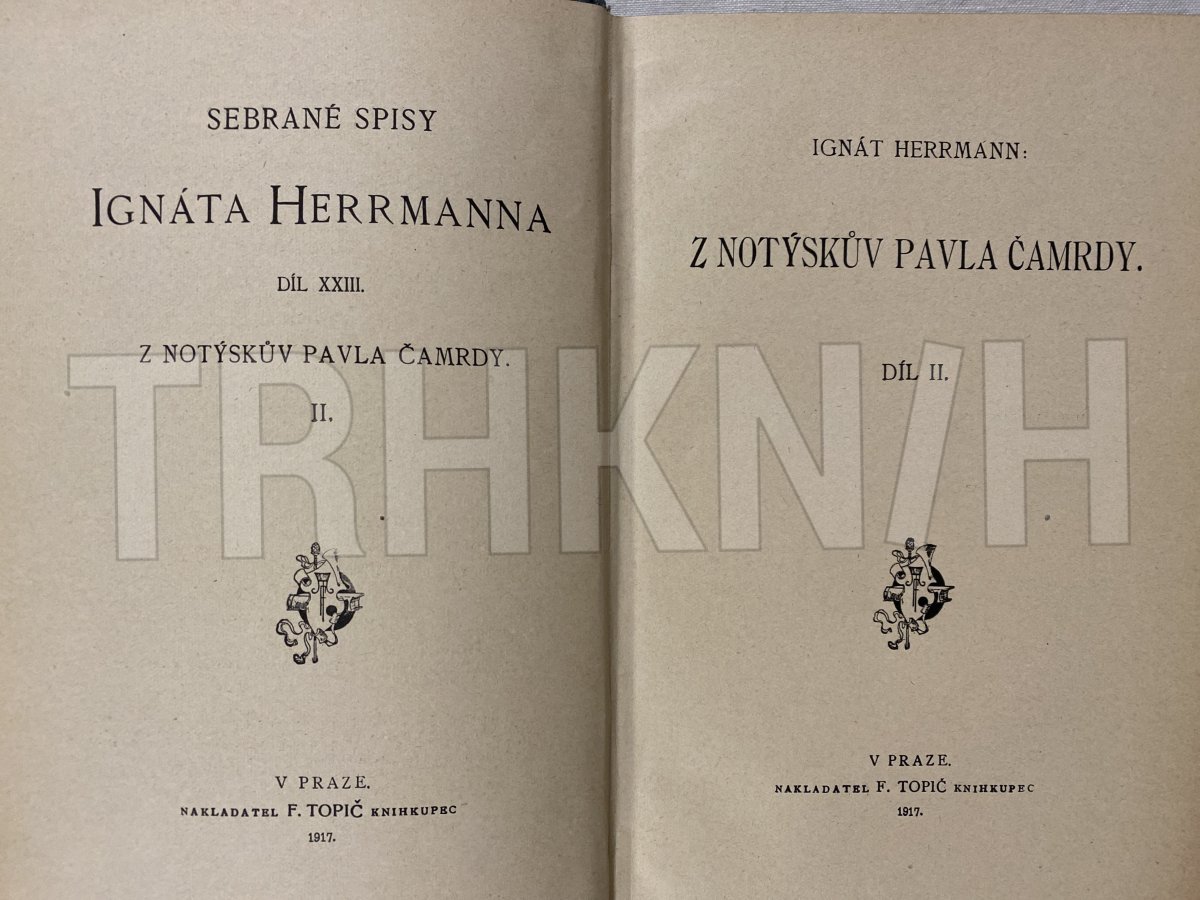 SEBRANÉ SPISY
IGNÁTA HERRMANNA
DÍL XXIII.
Z NOTÝSKŮV PAVLA ČAMRDY.
II.
V PRAZE.
NAKLADATEL F. TOPIČ KNIHKUPEC
1917.
IGNÁT HERRMANN:
Z NOTÝSKŮV PAVLA ČAMRDY.
DÍL II.
V PRAZE.
NAKLADATEL F. TOPIČ KNIHKUPEC
1917.
TRHKN/H